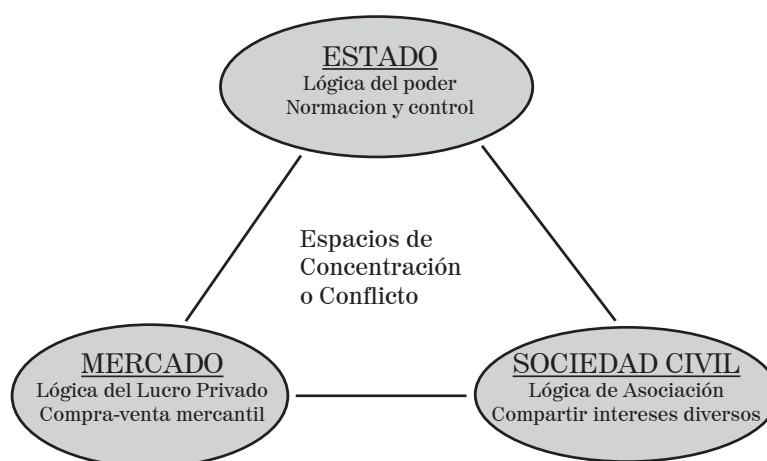 ESTADO
Lógica del poder
Normacion y control
Espacios de
Concentración
o Conflicto
MERCADO
Lógica del Lucro Privado
Compra-venta mercantil
SOCIEDAD CIVIL
Lógica de Asociación
Compartir intereses diversos